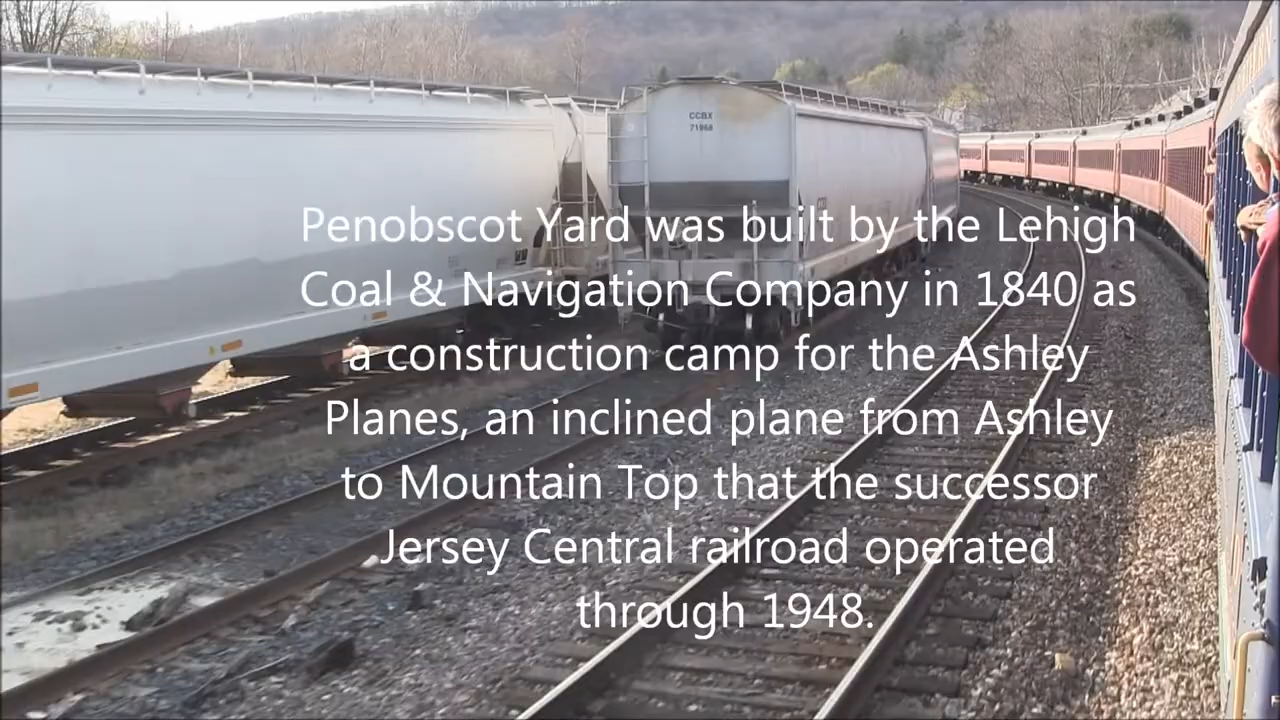 CCBX
71968
Penobscot Yard was built by the Lehigh
Coal & Navigation Company in 1840 as
a construction camp for the Ashley
Planes, an inclined plane from Ashley
to Mountain Top that the successor
Jersey Central railroad operated
through 1948.